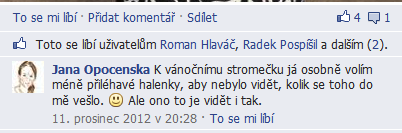 To se mi líbí · Přidat komentář · Sdílet 4 1
Toto se líbí uživatelům Roman Hlaváč, Radek Pospíšil a dalším (2).
Jana Opocenska K vánočnímu stromečku já osobně volím
méně přiléhavé halenky, aby nebylo vidět, kolik se toho do
mě vešlo. 🙂 Ale ono to je vidět i tak.
11. prosinec 2012 v 20:28 · To se mi líbí